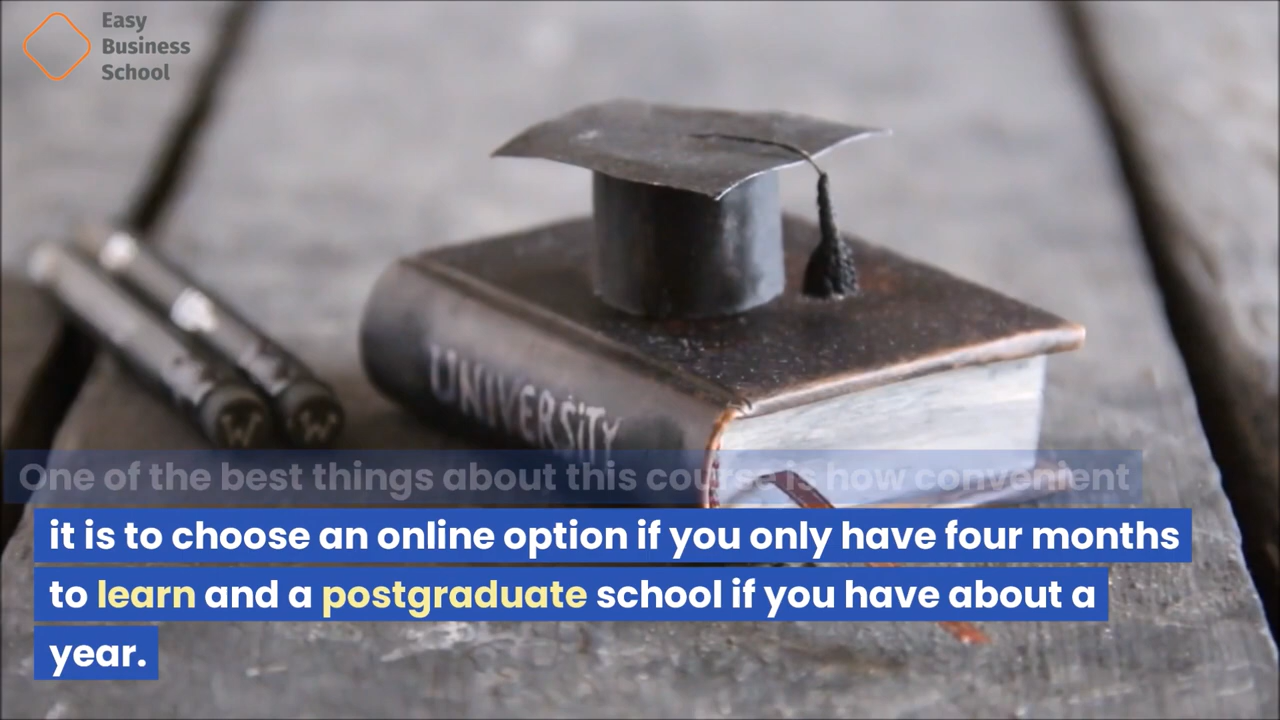 Easy
Business
School
UNIVERSITY
W
W
One of the best things about this course is how convenient
it is to choose an online option if you only have four months
to learn and a postgraduate school if you have about a
year.